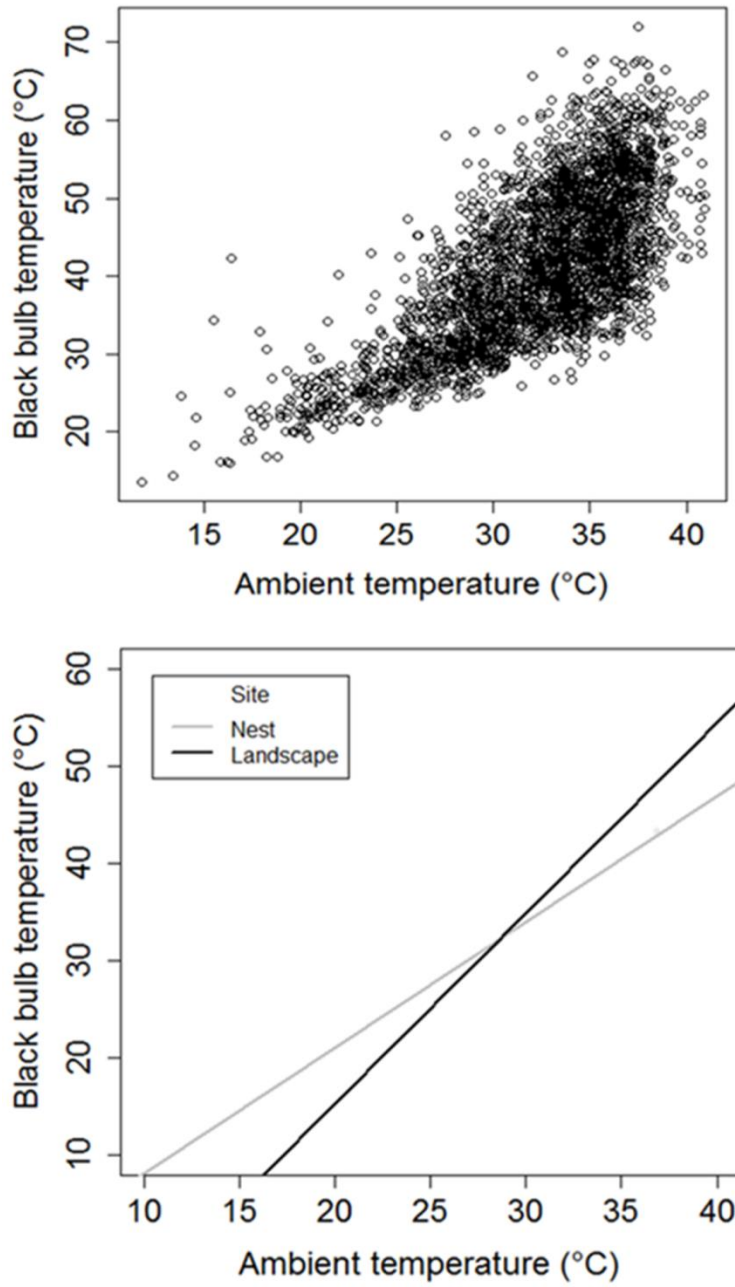 70
60
50
40
30
20
Black bulb temperature (°C)
15 20 25 30 35 40
Ambient temperature (°C)
60
50
40
30
20
10
Black bulb temperature (°C)
Site
Nest
Landscape
10 15 20 25 30 35 40
Ambient temperature (°C)